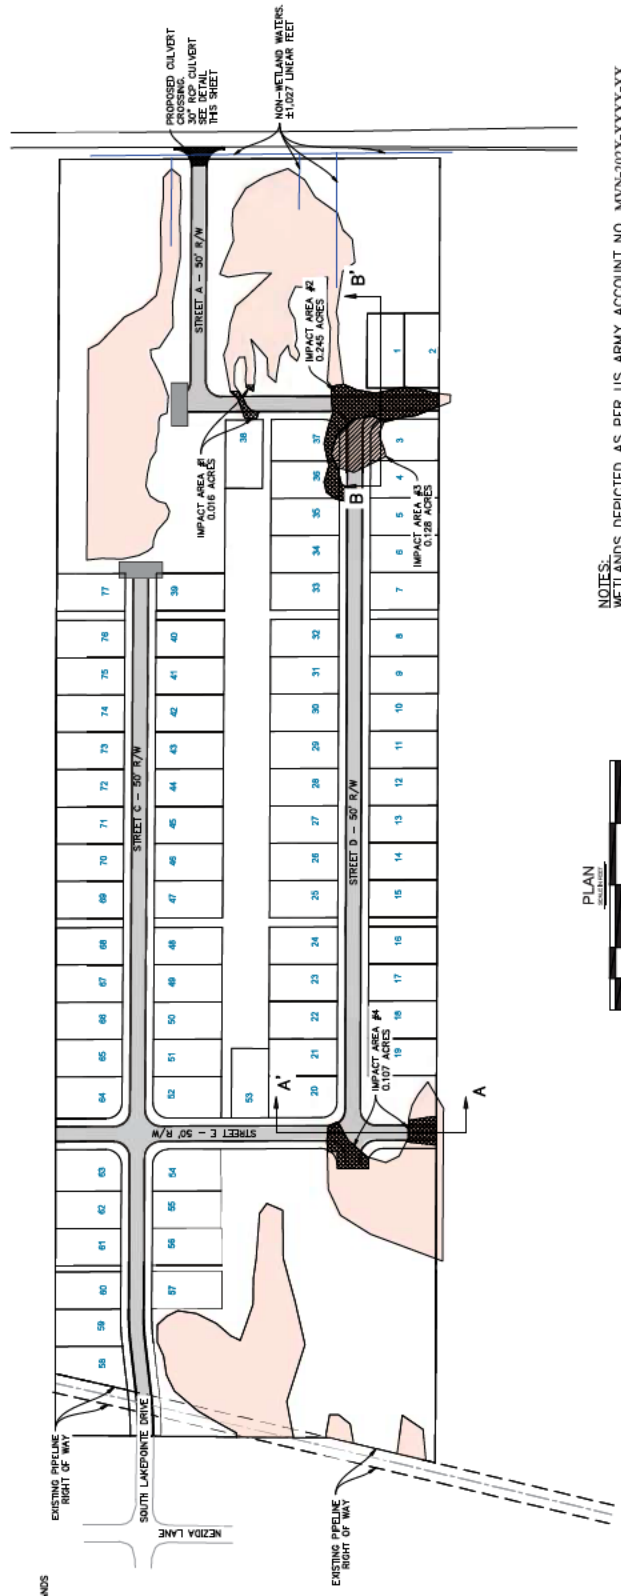 PROPOSED CULVERT
CROSSING.
30" RCP CULVERT
SEE DETAIL
THIS SHEET
NON-WETLAND WATERS.
±1,027 LINEAR FEET
STREET A - 50' R/W
IMPACT AREA #2
0.245 ACRES
B'
IMPACT AREA #1
0.016 ACRES
B
IMPACT AREA #3
0.128 ACRES
1
2
3
4
5
6
7
8
9
10
11
12
13
14
15
16
17
18
19
38
37
36
35
34
33
32
31
30
29
28
27
26
25
24
23
22
21
20
53
77
76
75
74
73
72
71
70
69
68
67
66
65
64
39
40
41
42
43
44
45
46
47
48
49
50
51
52
STREET C - 50' R/W
STREET D - 50' R/W
IMPACT AREA #4
0.107 ACRES
A'
A
STREET E - 50' R/W
63
62
61
60
59
58
54
55
56
57
EXISTING PIPELINE
RIGHT OF WAY
SOUTH LAKEPOINTE DRIVE
NEZIDA LANE
EXISTING PIPELINE
RIGHT OF WAY
NOTES:
WETLANDS DEPICTED AS PER US ARMY ACCOUNT NO. MVN-202X-XXXX-XX
PLAN